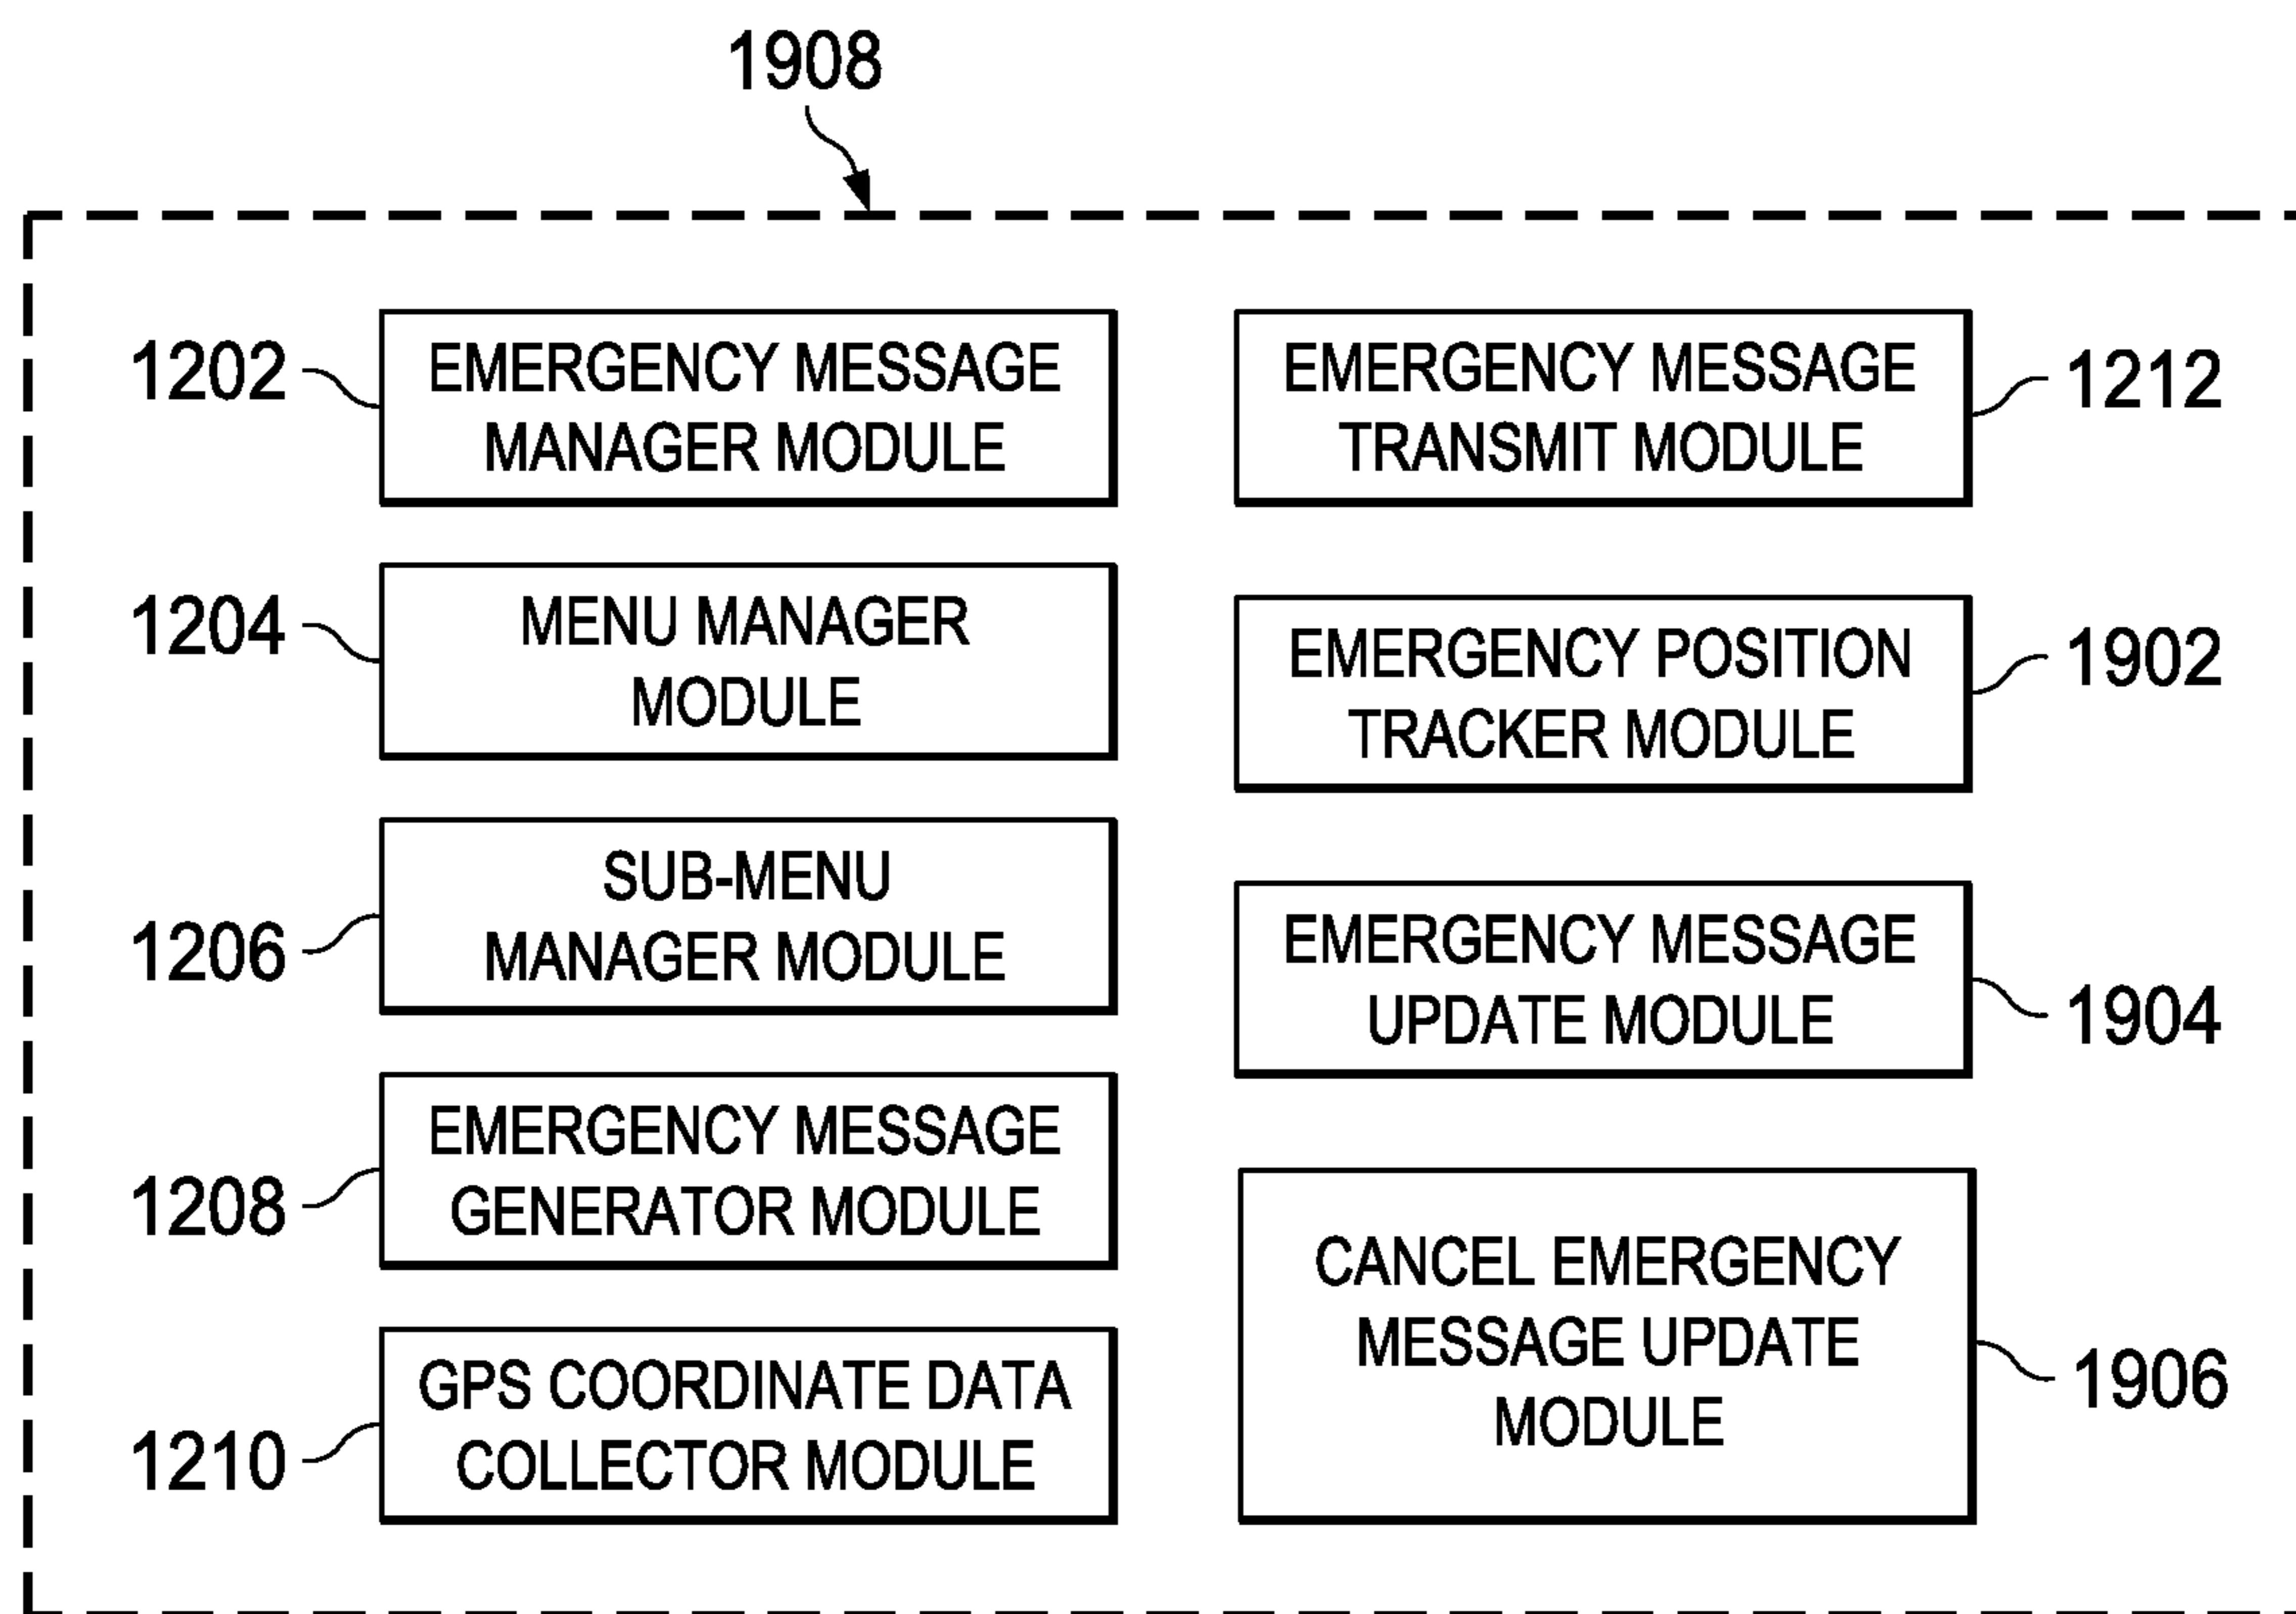 1908
1202
EMERGENCY MESSAGE
MANAGER MODULE
1204
MENU MANAGER
MODULE
1206
SUB-MENU
MANAGER MODULE
1208
EMERGENCY MESSAGE
GENERATOR MODULE
1210
GPS COORDINATE DATA
COLLECTOR MODULE
EMERGENCY MESSAGE
TRANSMIT MODULE
1212
EMERGENCY POSITION
TRACKER MODULE
1902
EMERGENCY MESSAGE
UPDATE MODULE
1904
CANCEL EMERGENCY
MESSAGE UPDATE
MODULE
1906